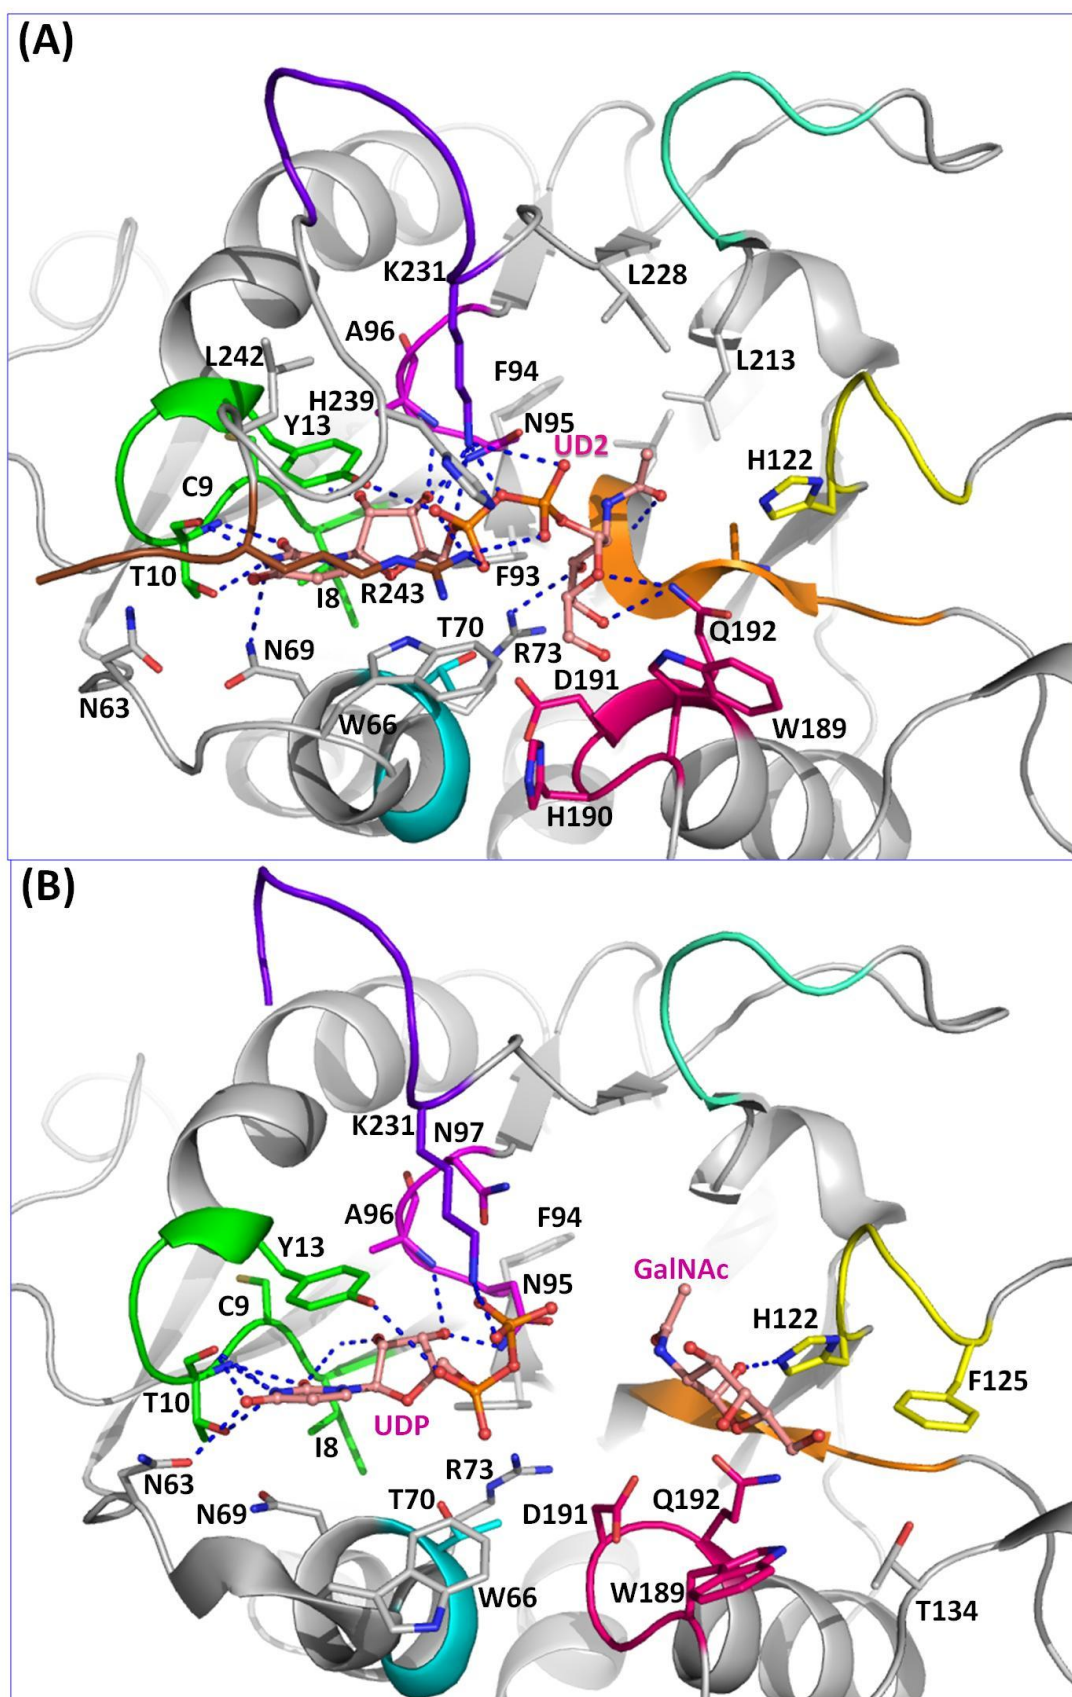 (A)
K231
L228
A96
L242
F94
L213
H239
Y13
N95
UD2
H122
C9
T10
I8
R243
F93
T70
Q192
N69
R73
D191
N63
W66
W189
H190
(B)
K231
N97
A96
F94
Y13
N95
GalNAc
C9
H122
F125
T10
UDP
I8
N63
R73
N69
T70
D191
Q192
W66
W189
T134